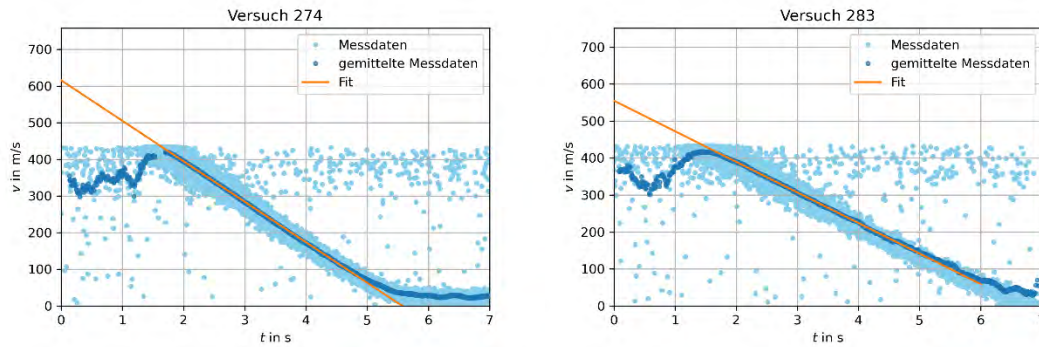 Versuch 274
700
600
500
400
300
200
100
0
v in m/s
Messdaten
gemittelte Messdaten
Fit
0 1 2 3 4 5 6 7
t in s
Versuch 283
700
600
500
400
300
200
100
0
v in m/s
Messdaten
gemittelte Messdaten
Fit
0 1 2 3 4 5 6 7
t in s